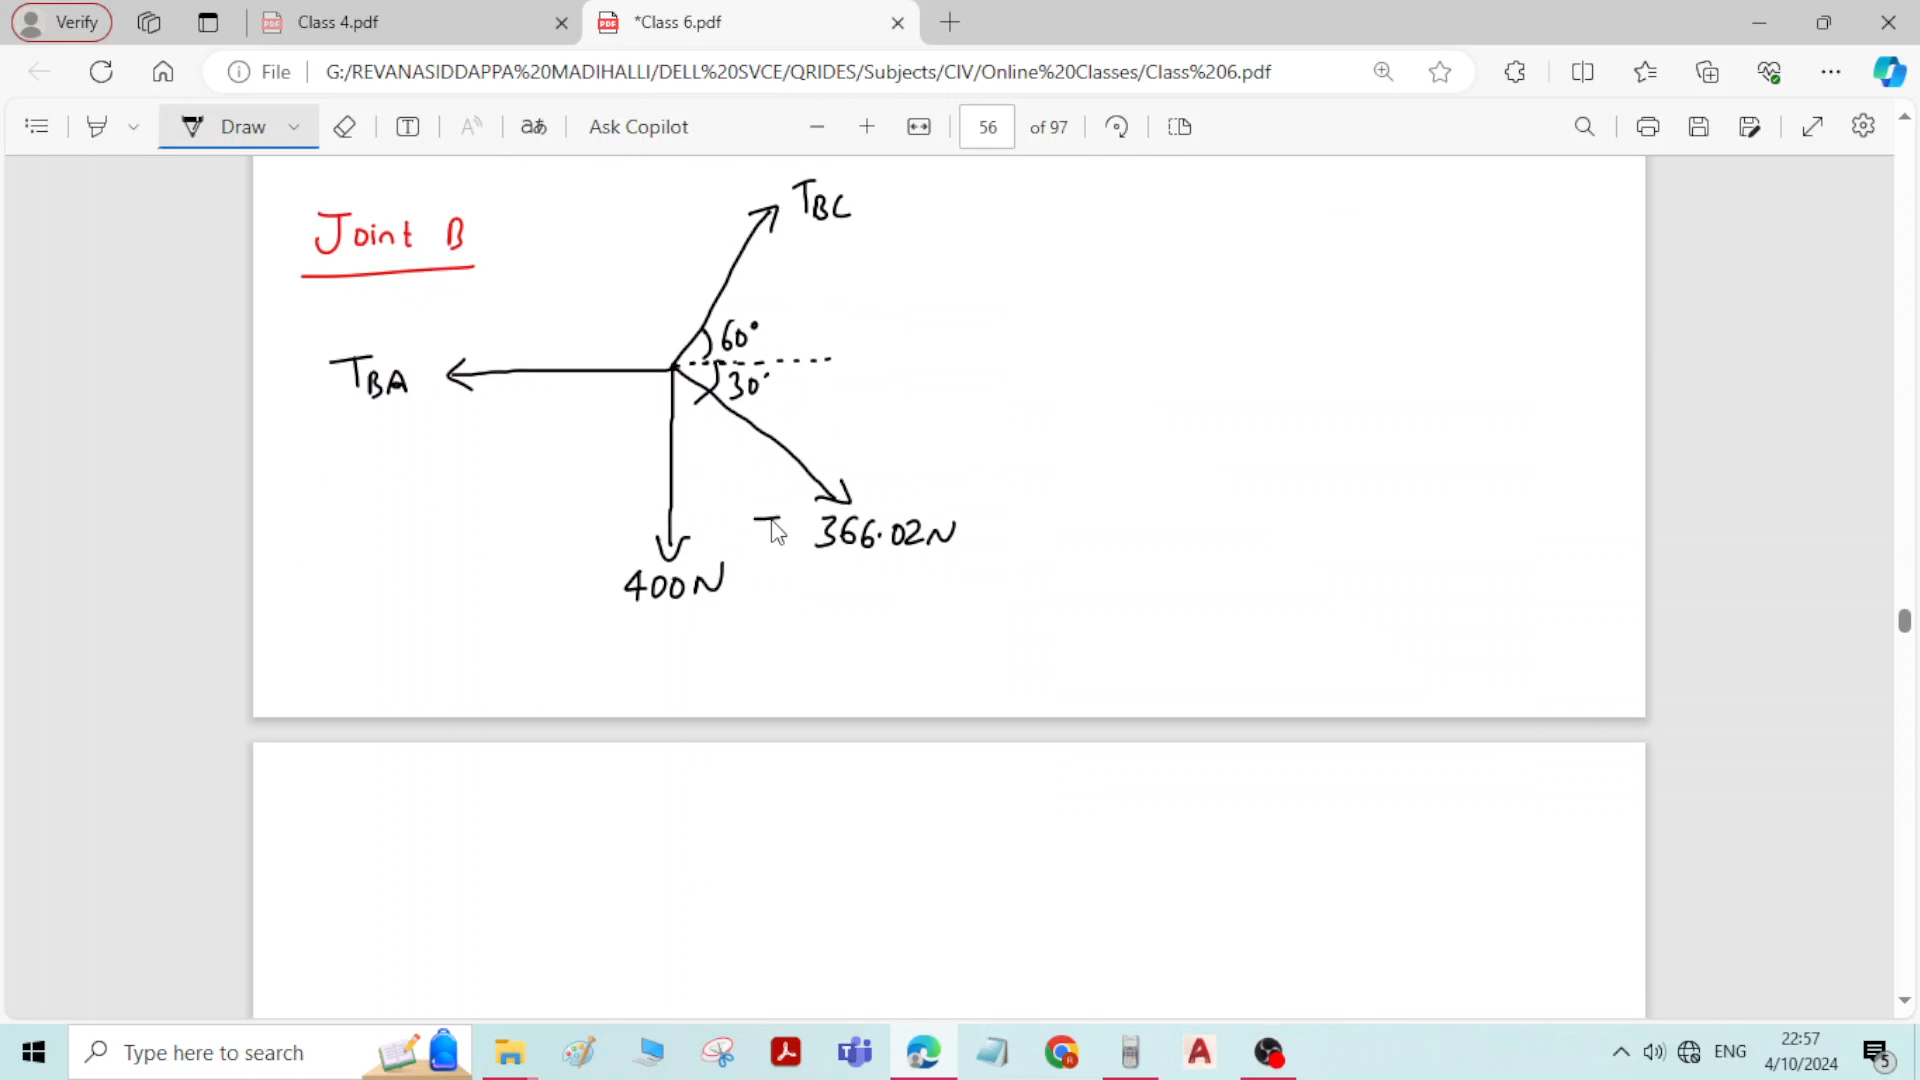 Verify
Class 4.pdf
*Class 6.pdf
File
G:/REVANASIDDAPPA%20MADIHALLI/DELL%20SVCE/QRIDES/Subjects/CIV/Online%20Classes/Class%206.pdf
Draw
Ask Copilot
56
of 97
Joint B
TBC
60°
TBA
30°
T 366.02N
400N
Type here to search
ENG
22:57
4/10/2024
5